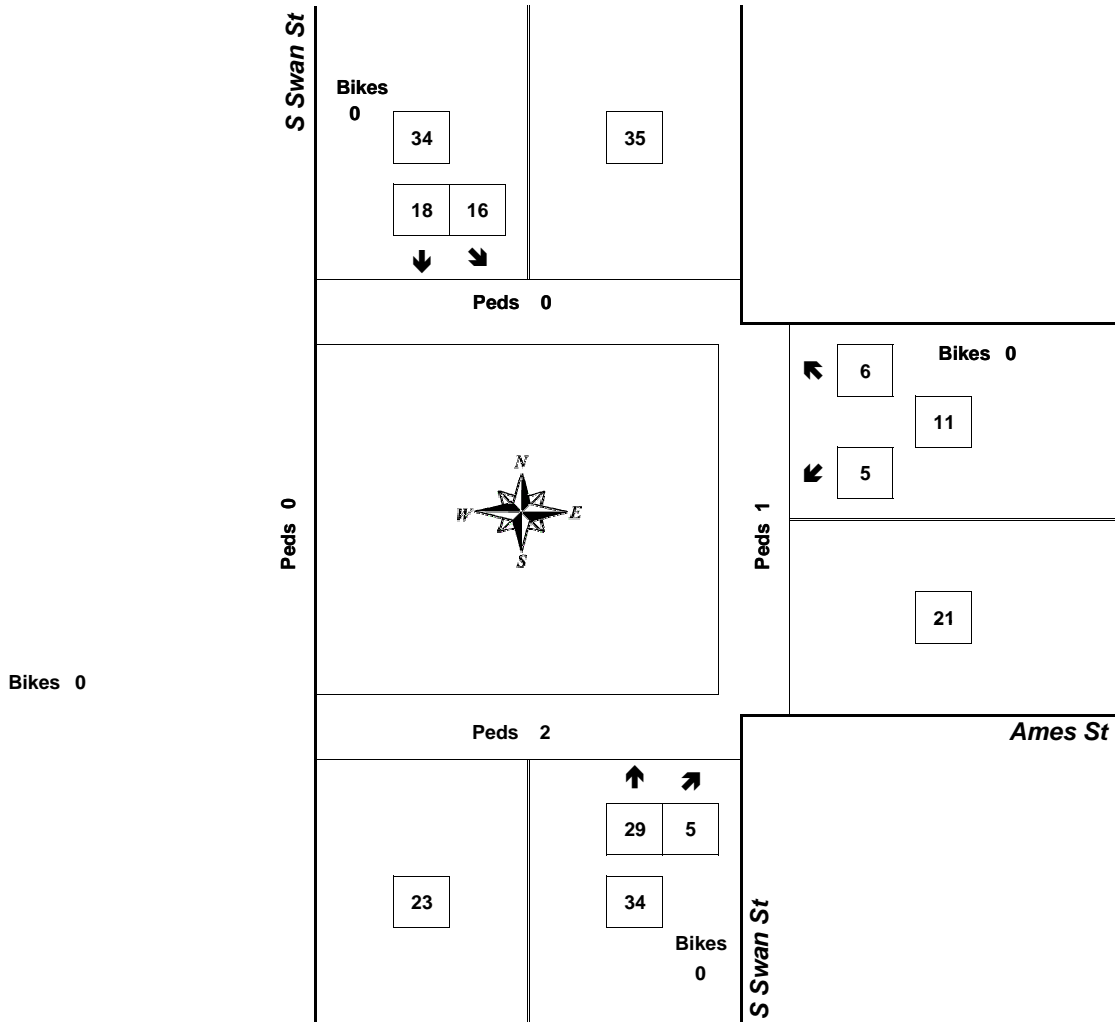 S Swan St
Bikes
0
34
35
18 16
Peds 0
Bikes 0
6
11
5
N
W E
S
Peds 0
Peds 1
21
Bikes 0
Peds 2
Ames St
29 5
23
34
Bikes
0
S Swan St